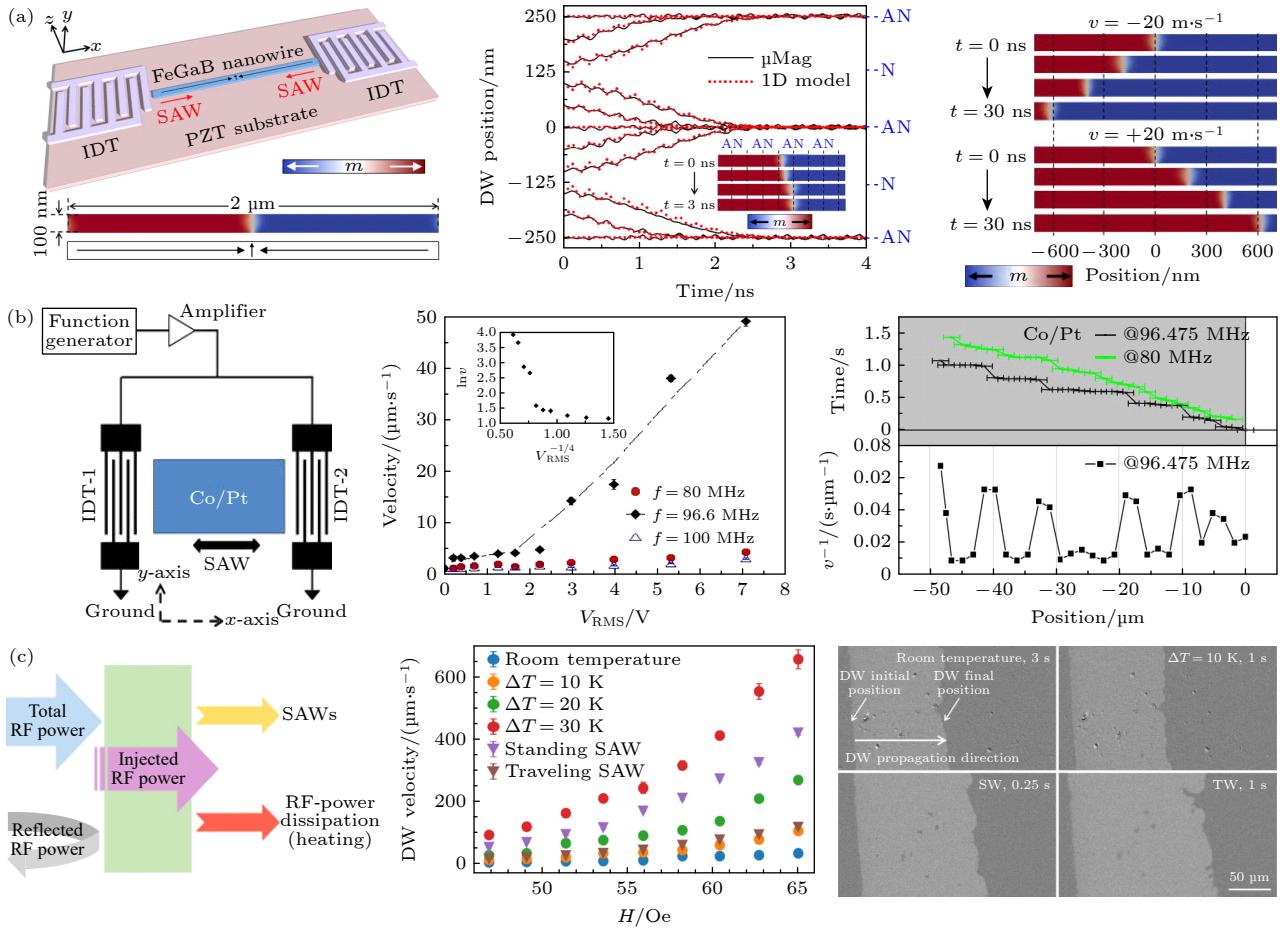 (a)
z
y
x
FeGaB nanowire
SAW
SAW
IDT
IDT
PZT substrate
m
2 µm
100 nm
DW position/nm
250
125
0
−125
−250
µMag
1D model
AN
N
AN
N
AN
AN AN AN AN
t = 0 ns
t = 3 ns
m
0 1 2 3 4
Time/ns
v = −20 m·s−1
t = 0 ns
t = 30 ns
v = +20 m·s−1
t = 0 ns
t = 30 ns
−600 −300 0 300 600
m
Position/nm
(b)
Function
generator
Amplifier
IDT-1
Co/Pt
IDT-2
SAW
Ground
y-axis
x-axis
Ground
Velocity/(µm·s−1)
50
40
30
20
10
0
ln v
4.0
3.5
3.0
2.5
2.0
1.5
1.0
0.50 1.00 1.50
VRMS−1/4
f = 80 MHz
f = 96.6 MHz
f = 100 MHz
0 1 2 3 4 5 6 7 8
VRMS/V
Time/s
1.5
1.0
0.5
0
Co/Pt
@96.475 MHz
@80 MHz
v−1/(s·µm−1)
0.08
0.06
0.04
0.02
0
@96.475 MHz
−50 −40 −30 −20 −10 0
Position/µm
(c)
Total
RF power
SAWs
Injected
RF power
Reflected
RF power
RF-power
dissipation
(heating)
DW velocity/(µm·s−1)
600
400
200
100
0
Room temperature
ΔT = 10 K
ΔT = 20 K
ΔT = 30 K
Standing SAW
Traveling SAW
50 55 60 65
H/Oe
Room temperature, 3 s
DW initial
position
DW final
position
DW propagation direction
ΔT = 10 K, 1 s
SW, 0.25 s
TW, 1 s
50 µm